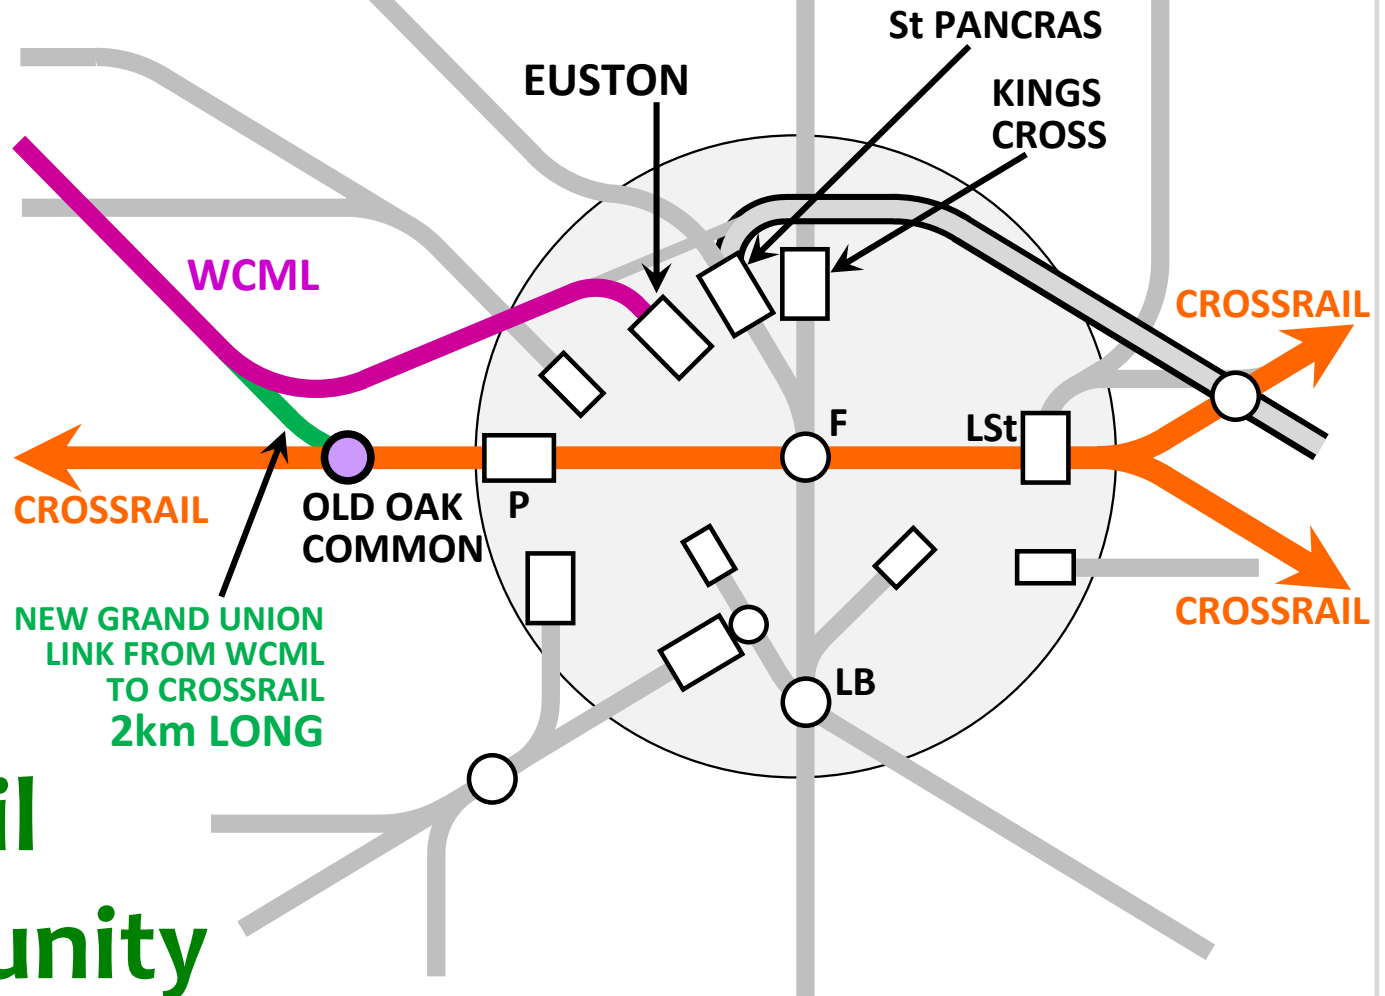 St PANCRAS
EUSTON
KINGS
CROSS
WCML
CROSSRAIL
F
LSt
CROSSRAIL
OLD OAK
COMMON
P
NEW GRAND UNION
LINK FROM WCML
TO CROSSRAIL
2km LONG
CROSSRAIL
LB
il
unity